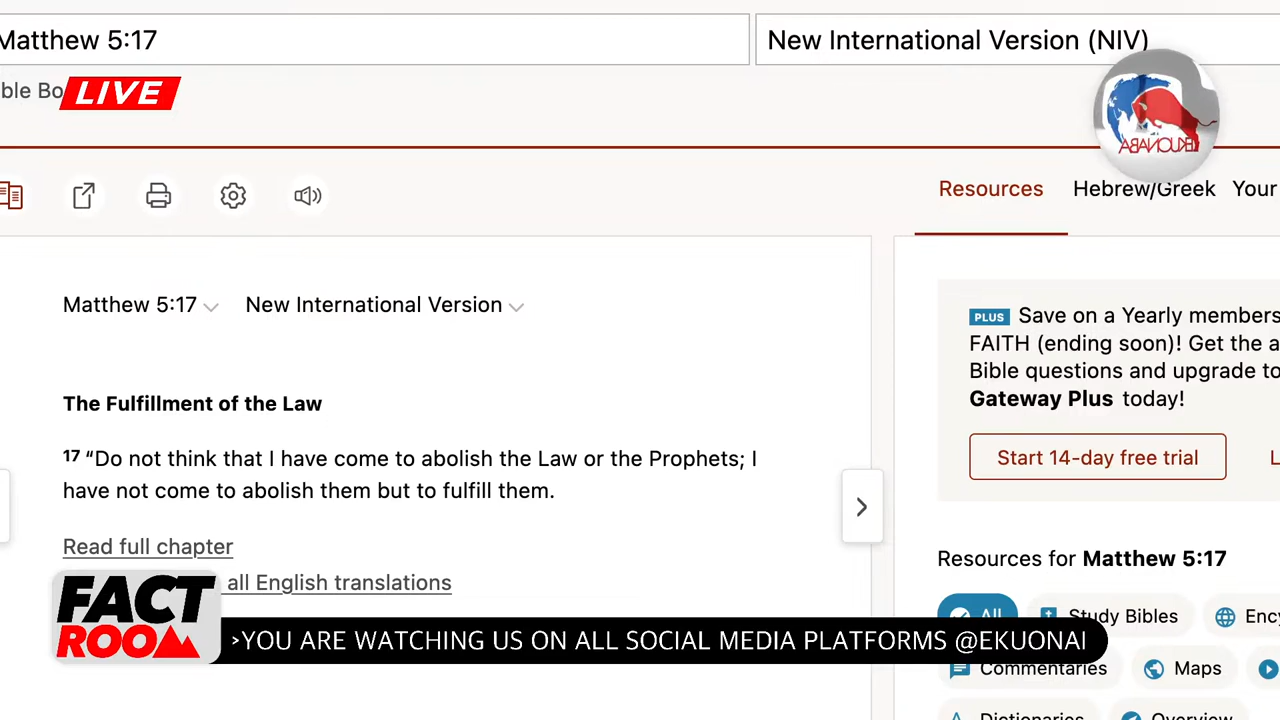 Matthew 5:17
New International Version (NIV)
ble Bo
LIVE
Resources
Hebrew/Greek
Your
Matthew 5:17
New International Version
The Fulfillment of the Law
17 “Do not think that I have come to abolish the Law or the Prophets; I
have not come to abolish them but to fulfill them.
Read full chapter
all English translations
PLUS Save on a Yearly members
FAITH (ending soon)! Get the a
Bible questions and upgrade to
Gateway Plus today!
Start 14-day free trial
L
Resources for Matthew 5:17
All
Study Bibles
Ency
Commentaries
Maps
Dictionaries
Overview
FACT
ROOM
>YOU ARE WATCHING US ON ALL SOCIAL MEDIA PLATFORMS @EKUONAI